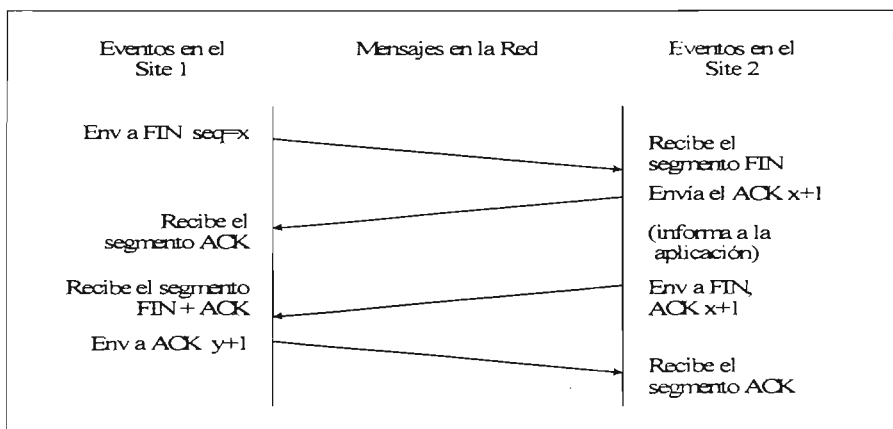 Eventos en el
Site 1
Mensajes en la Red
Eventos en el
Site 2
Env a FIN seq=x
Recibe el
segmento FIN
Envía el ACK x+1
Recibe el
segmento ACK
(informa a la
aplicación)
Recibe el segmento
FIN + ACK
Env a FIN,
ACK x+1
Env a ACK y+1
Recibe el
segmento ACK